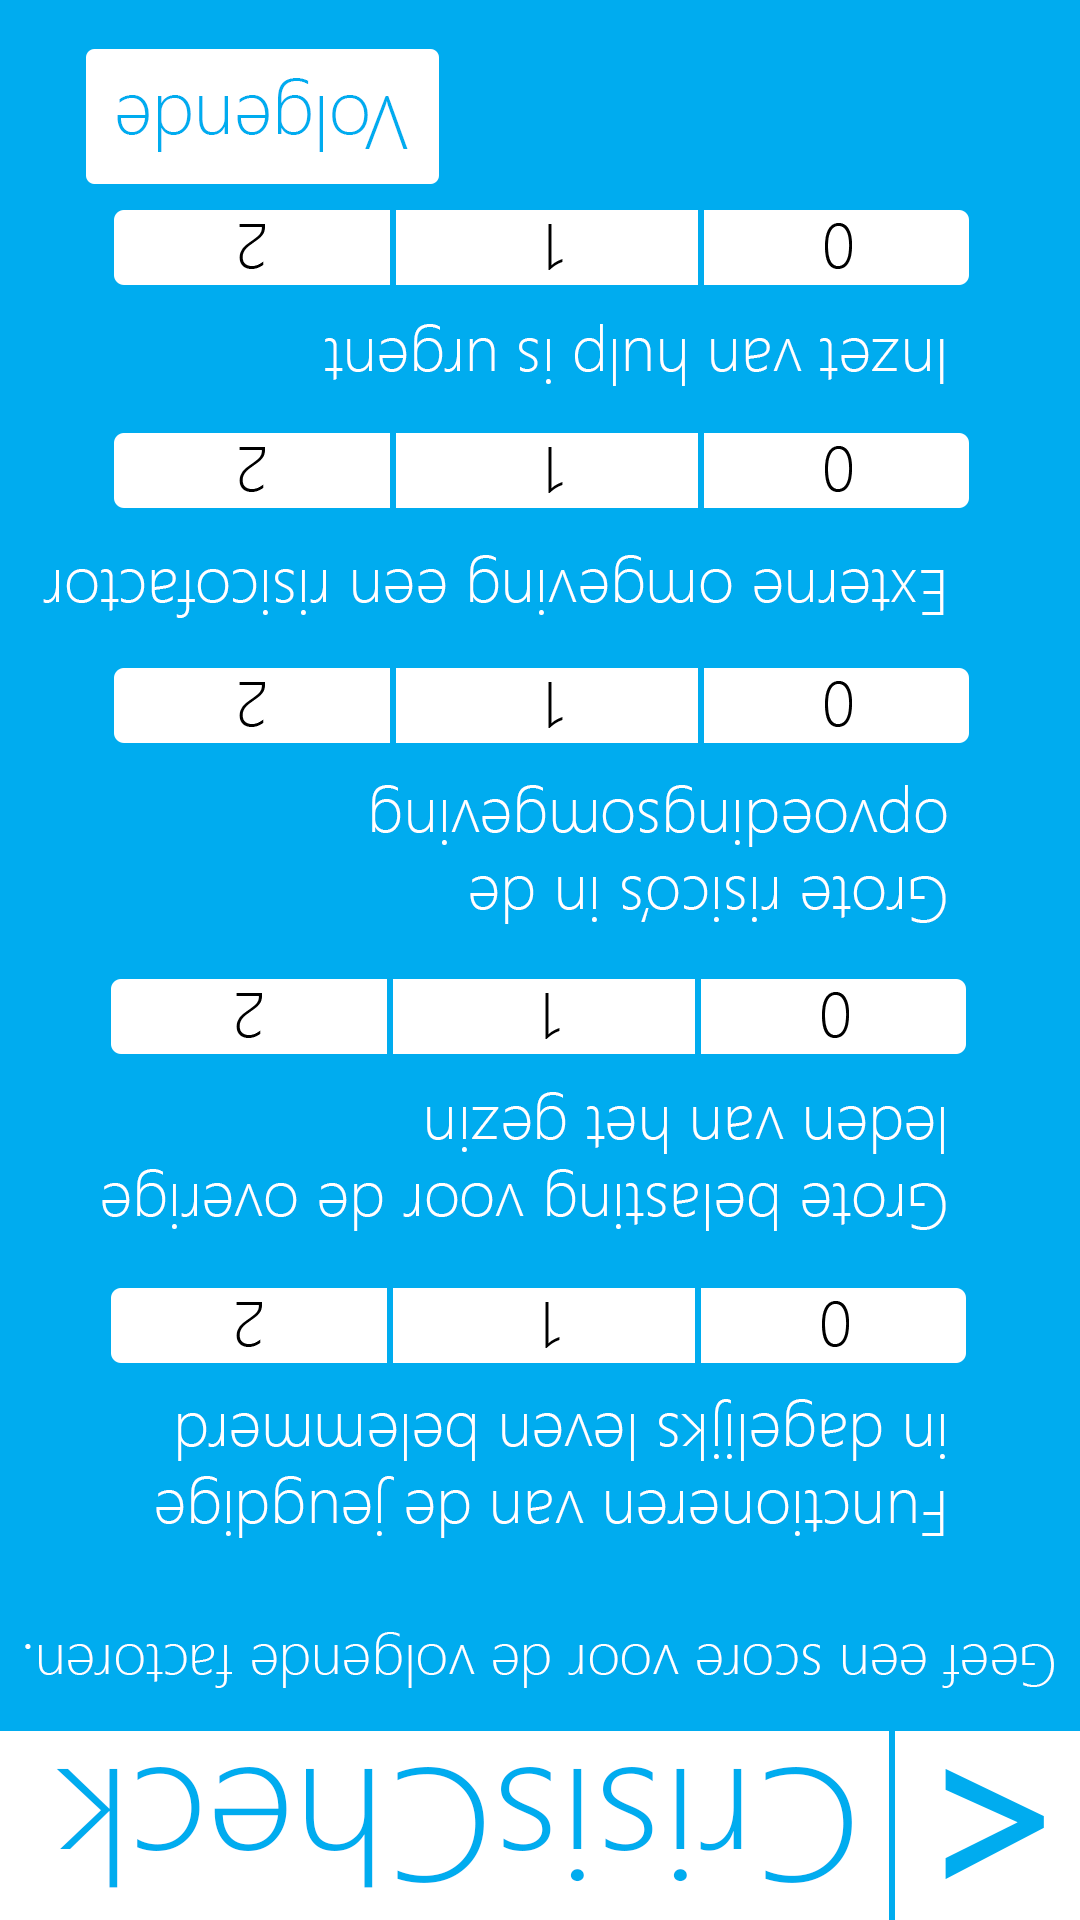 < CrisisCheck
Geef een score voor de volgende factoren.
Functioneren van de jeugdige
in dagelijks leven belemmerd
0 1 2
Grote belasting voor de overige
leden van het gezin
0 1 2
Grote risico's in de
opvoedingsomgeving
0 1 2
Externe omgeving een risicofactor
0 1 2
Inzet van hulp is urgent
0 1 2
Volgende